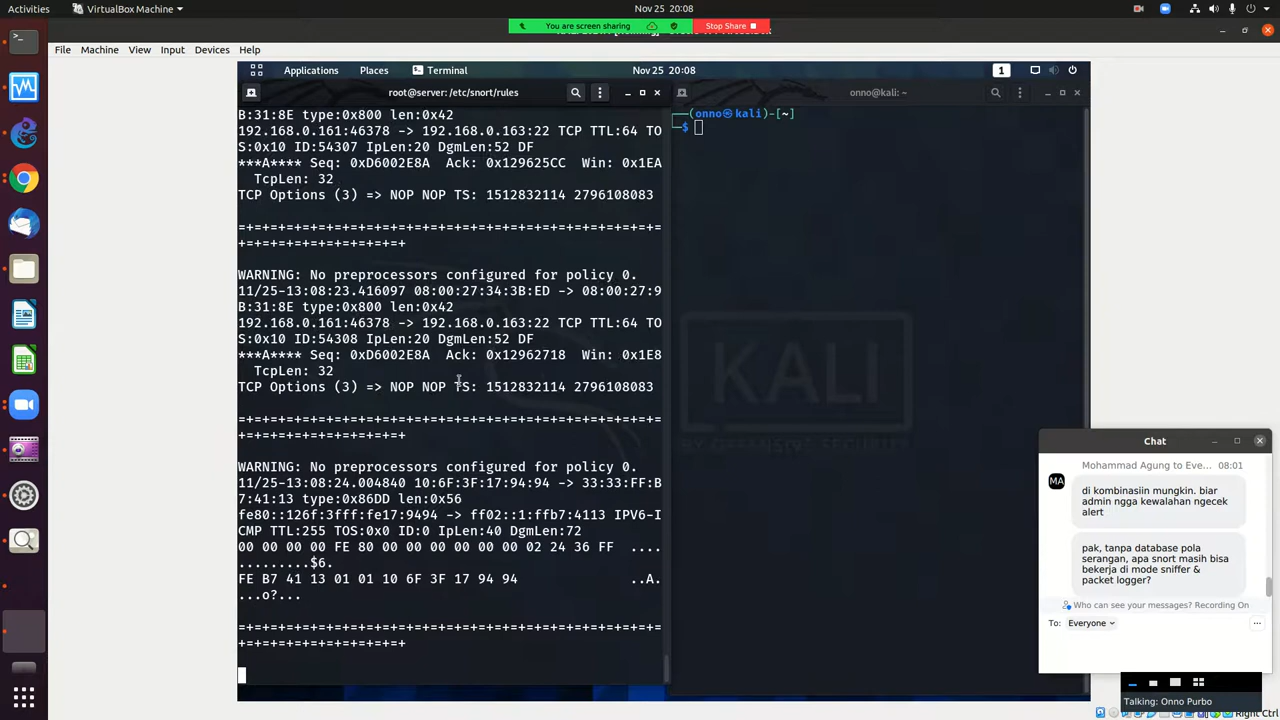 Activities
VirtualBox Machine
Nov 25 20:08
You are screen sharing
Stop Share
File Machine View Input Devices Help
Applications Places Terminal
Nov 25 20:08
1
root@server: /etc/snort/rules
B:31:8E type:0x800 len:0x42
192.168.0.161:46378 -> 192.168.0.163:22 TCP TTL:64 TO
S:0x10 ID:54307 IpLen:20 DgmLen:52 DF
***A**** Seq: 0xD6002E8A  Ack: 0x129625CC  Win: 0x1EA
  TcpLen: 32
TCP Options (3) => NOP NOP TS: 1512832114 2796108083
=+=+=+=+=+=+=+=+=+=+=+=+=+=+=+=+=+=+=+=+=+=+=+=+=+=+=
+=+=+=+=+=+=+=+=+=+=+
WARNING: No preprocessors configured for policy 0.
11/25-13:08:23.416097 08:00:27:34:3B:ED -> 08:00:27:9
B:31:8E type:0x800 len:0x42
192.168.0.161:46378 -> 192.168.0.163:22 TCP TTL:64 TO
S:0x10 ID:54308 IpLen:20 DgmLen:52 DF
***A**** Seq: 0xD6002E8A  Ack: 0x12962718  Win: 0x1E8
  TcpLen: 32
TCP Options (3) => NOP NOP TS: 1512832114 2796108083
=+=+=+=+=+=+=+=+=+=+=+=+=+=+=+=+=+=+=+=+=+=+=+=+=+=+=
+=+=+=+=+=+=+=+=+=+=+
WARNING: No preprocessors configured for policy 0.
11/25-13:08:24.004840 10:6F:3F:17:94:94 -> 33:33:FF:B
7:41:13 type:0x86DD len:0x56
fe80::126f:3fff:fe17:9494 -> ff02::1:ffb7:4113 IPV6-I
CMP TTL:255 TOS:0x0 ID:0 IpLen:40 DgmLen:72
00 00 00 00 FE 80 00 00 00 00 00 00 02 24 36 FF  ....
.........$6.
FE B7 41 13 01 01 10 6F 3F 17 94 94              ..A.
...o?...
=+=+=+=+=+=+=+=+=+=+=+=+=+=+=+=+=+=+=+=+=+=+=+=+=+=+=
+=+=+=+=+=+=+=+=+=+=+
onno@kali: ~
(onno㉿kali)-[~]
$
KALI
BY OFFENSIVE SECURITY
Chat
Mohammad Agung to Eve... 08:01
MA
di kombinasiin mungkin. biar
admin ngga kewalahan ngecek
alert
pak, tanpa database pola
serangan, apa snort masih bisa
bekerja di mode sniffer &
packet logger?
Who can see your messages? Recording On
To: Everyone
Talking: Onno Purbo
Right Ctrl